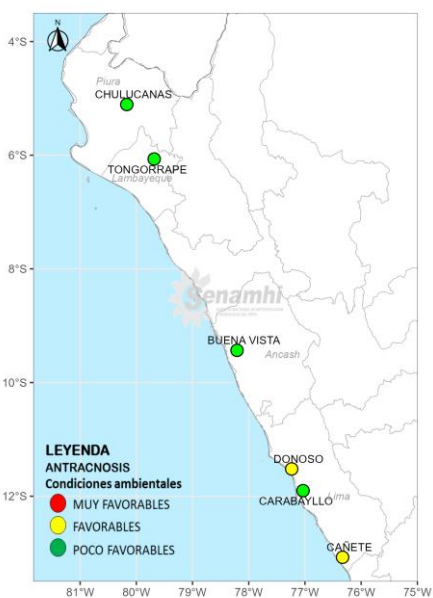 N
4°S
Piura
CHULUCANAS
6°S
TONGORRAPE
Lambayeque
8°S
Senamhi
BUENA VISTA
Ancash
10°S
LEYENDA
ANTRACNOSIS
Condiciones ambientales
MUY FAVORABLES
FAVORABLES
POCO FAVORABLES
DONOSO
12°S
CARABAYLLO
Lima
CAÑETE
81°W
80°W
79°W
78°W
77°W
76°W
75°W